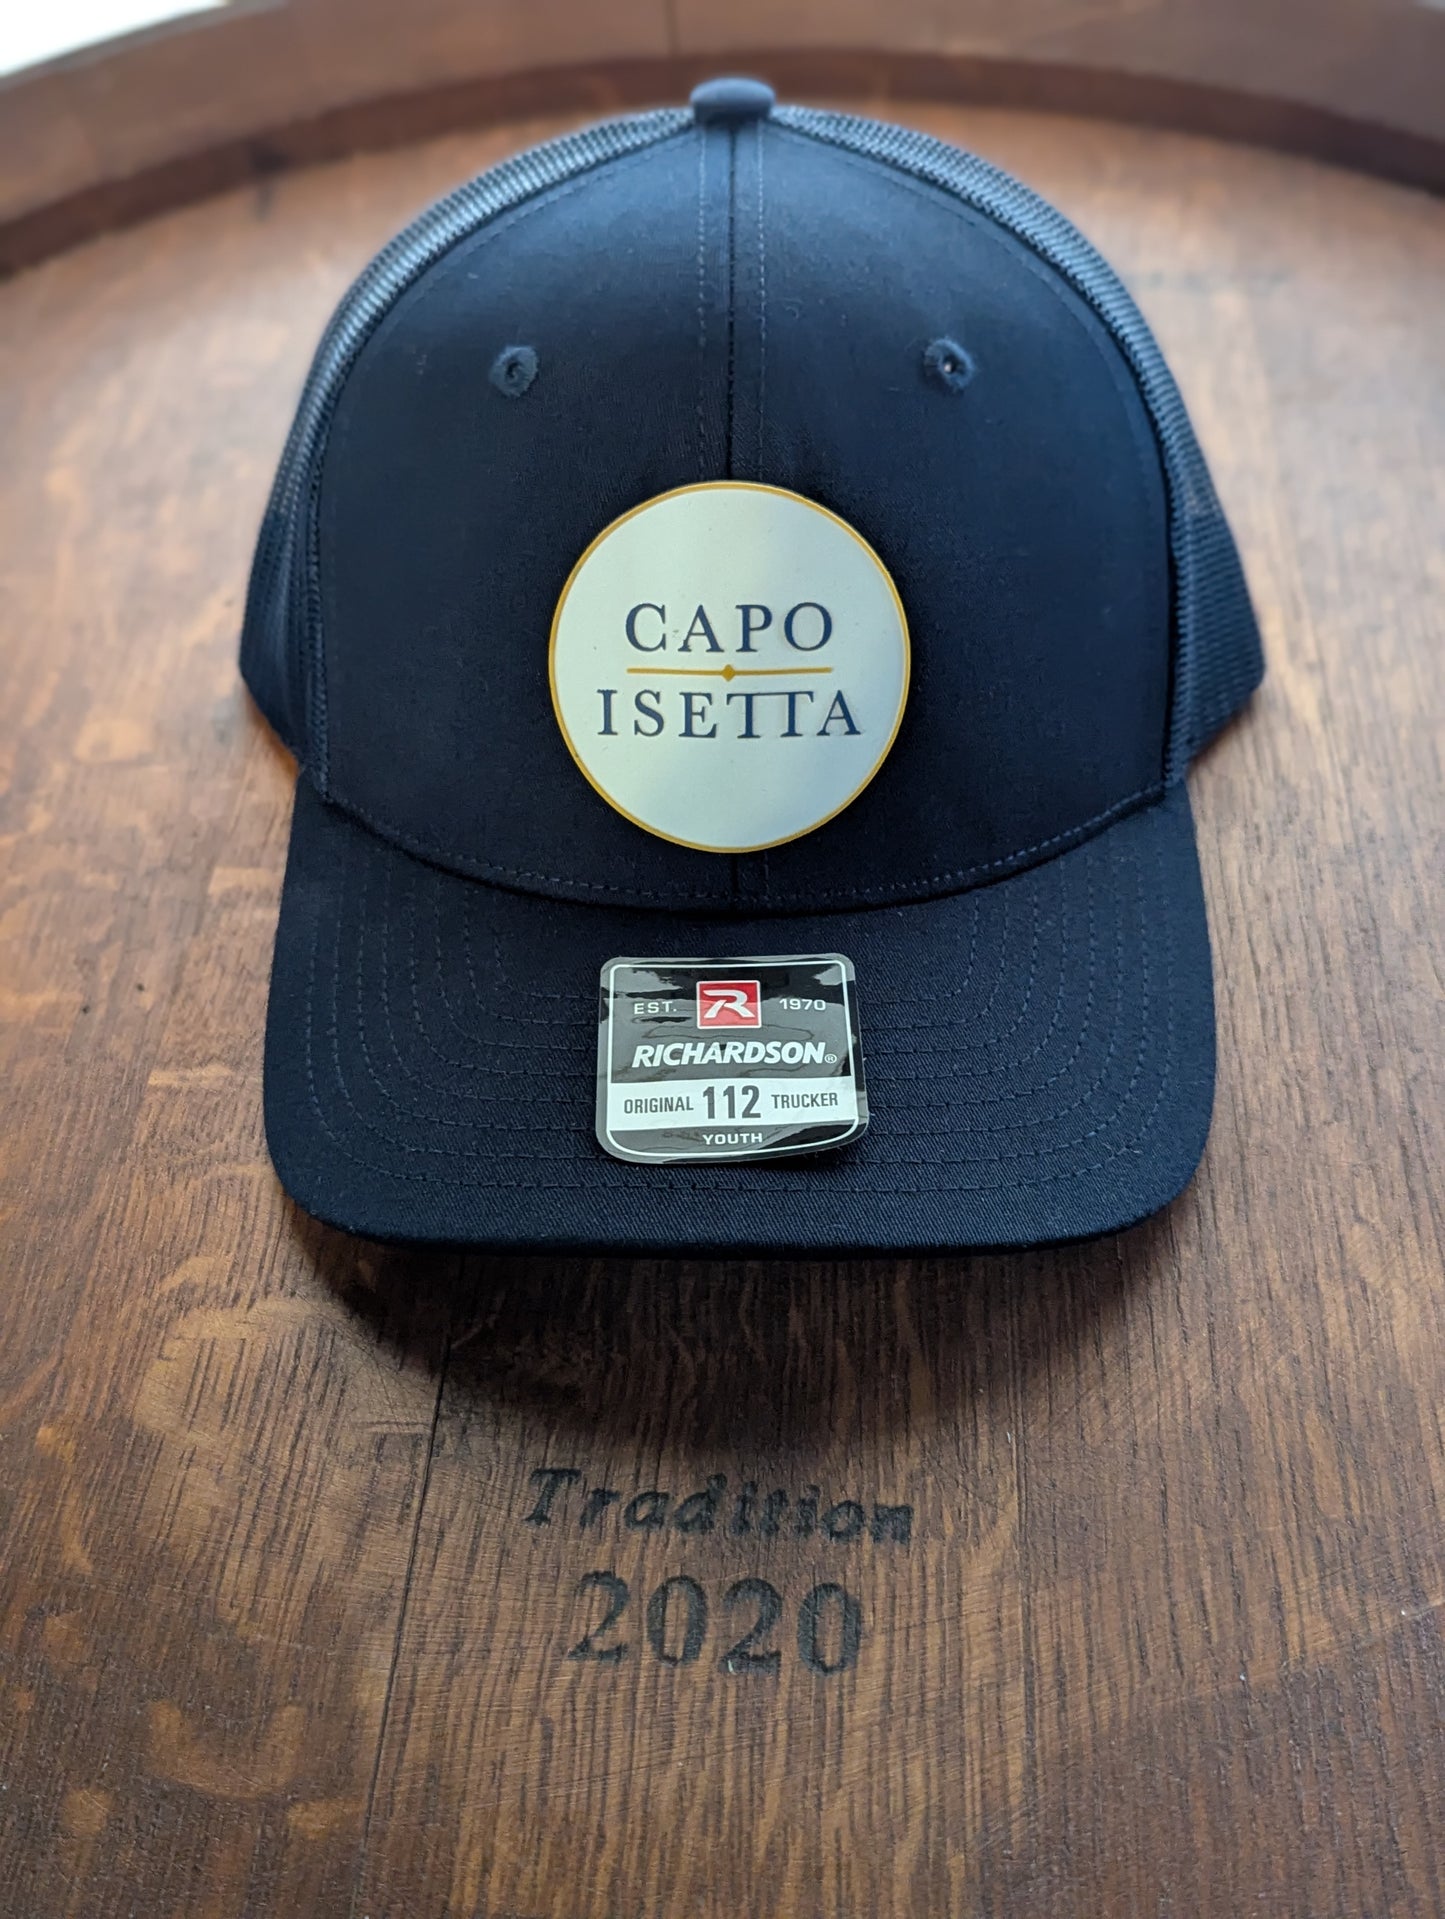 CAPO
ISETTA
EST. R 1970
RICHARDSON®
ORIGINAL 112 TRUCKER
YOUTH
Tradition
2020